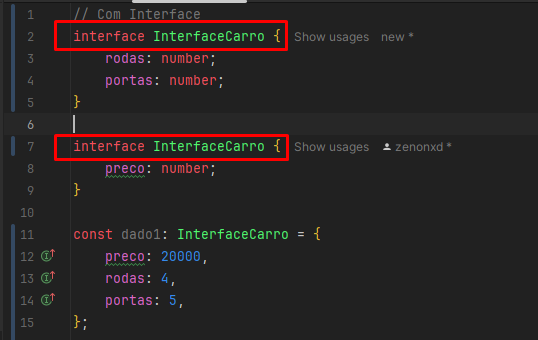 1 // Com Interface
2 interface InterfaceCarro { Show usages new *
3 rodas: number;
4 portas: number;
5 }
6
7 interface InterfaceCarro { Show usages zenonxd *
8 preco: number;
9 }
10
11 const dado1: InterfaceCarro = {
12 preco: 20000,
13 rodas: 4,
14 portas: 5,
15 };